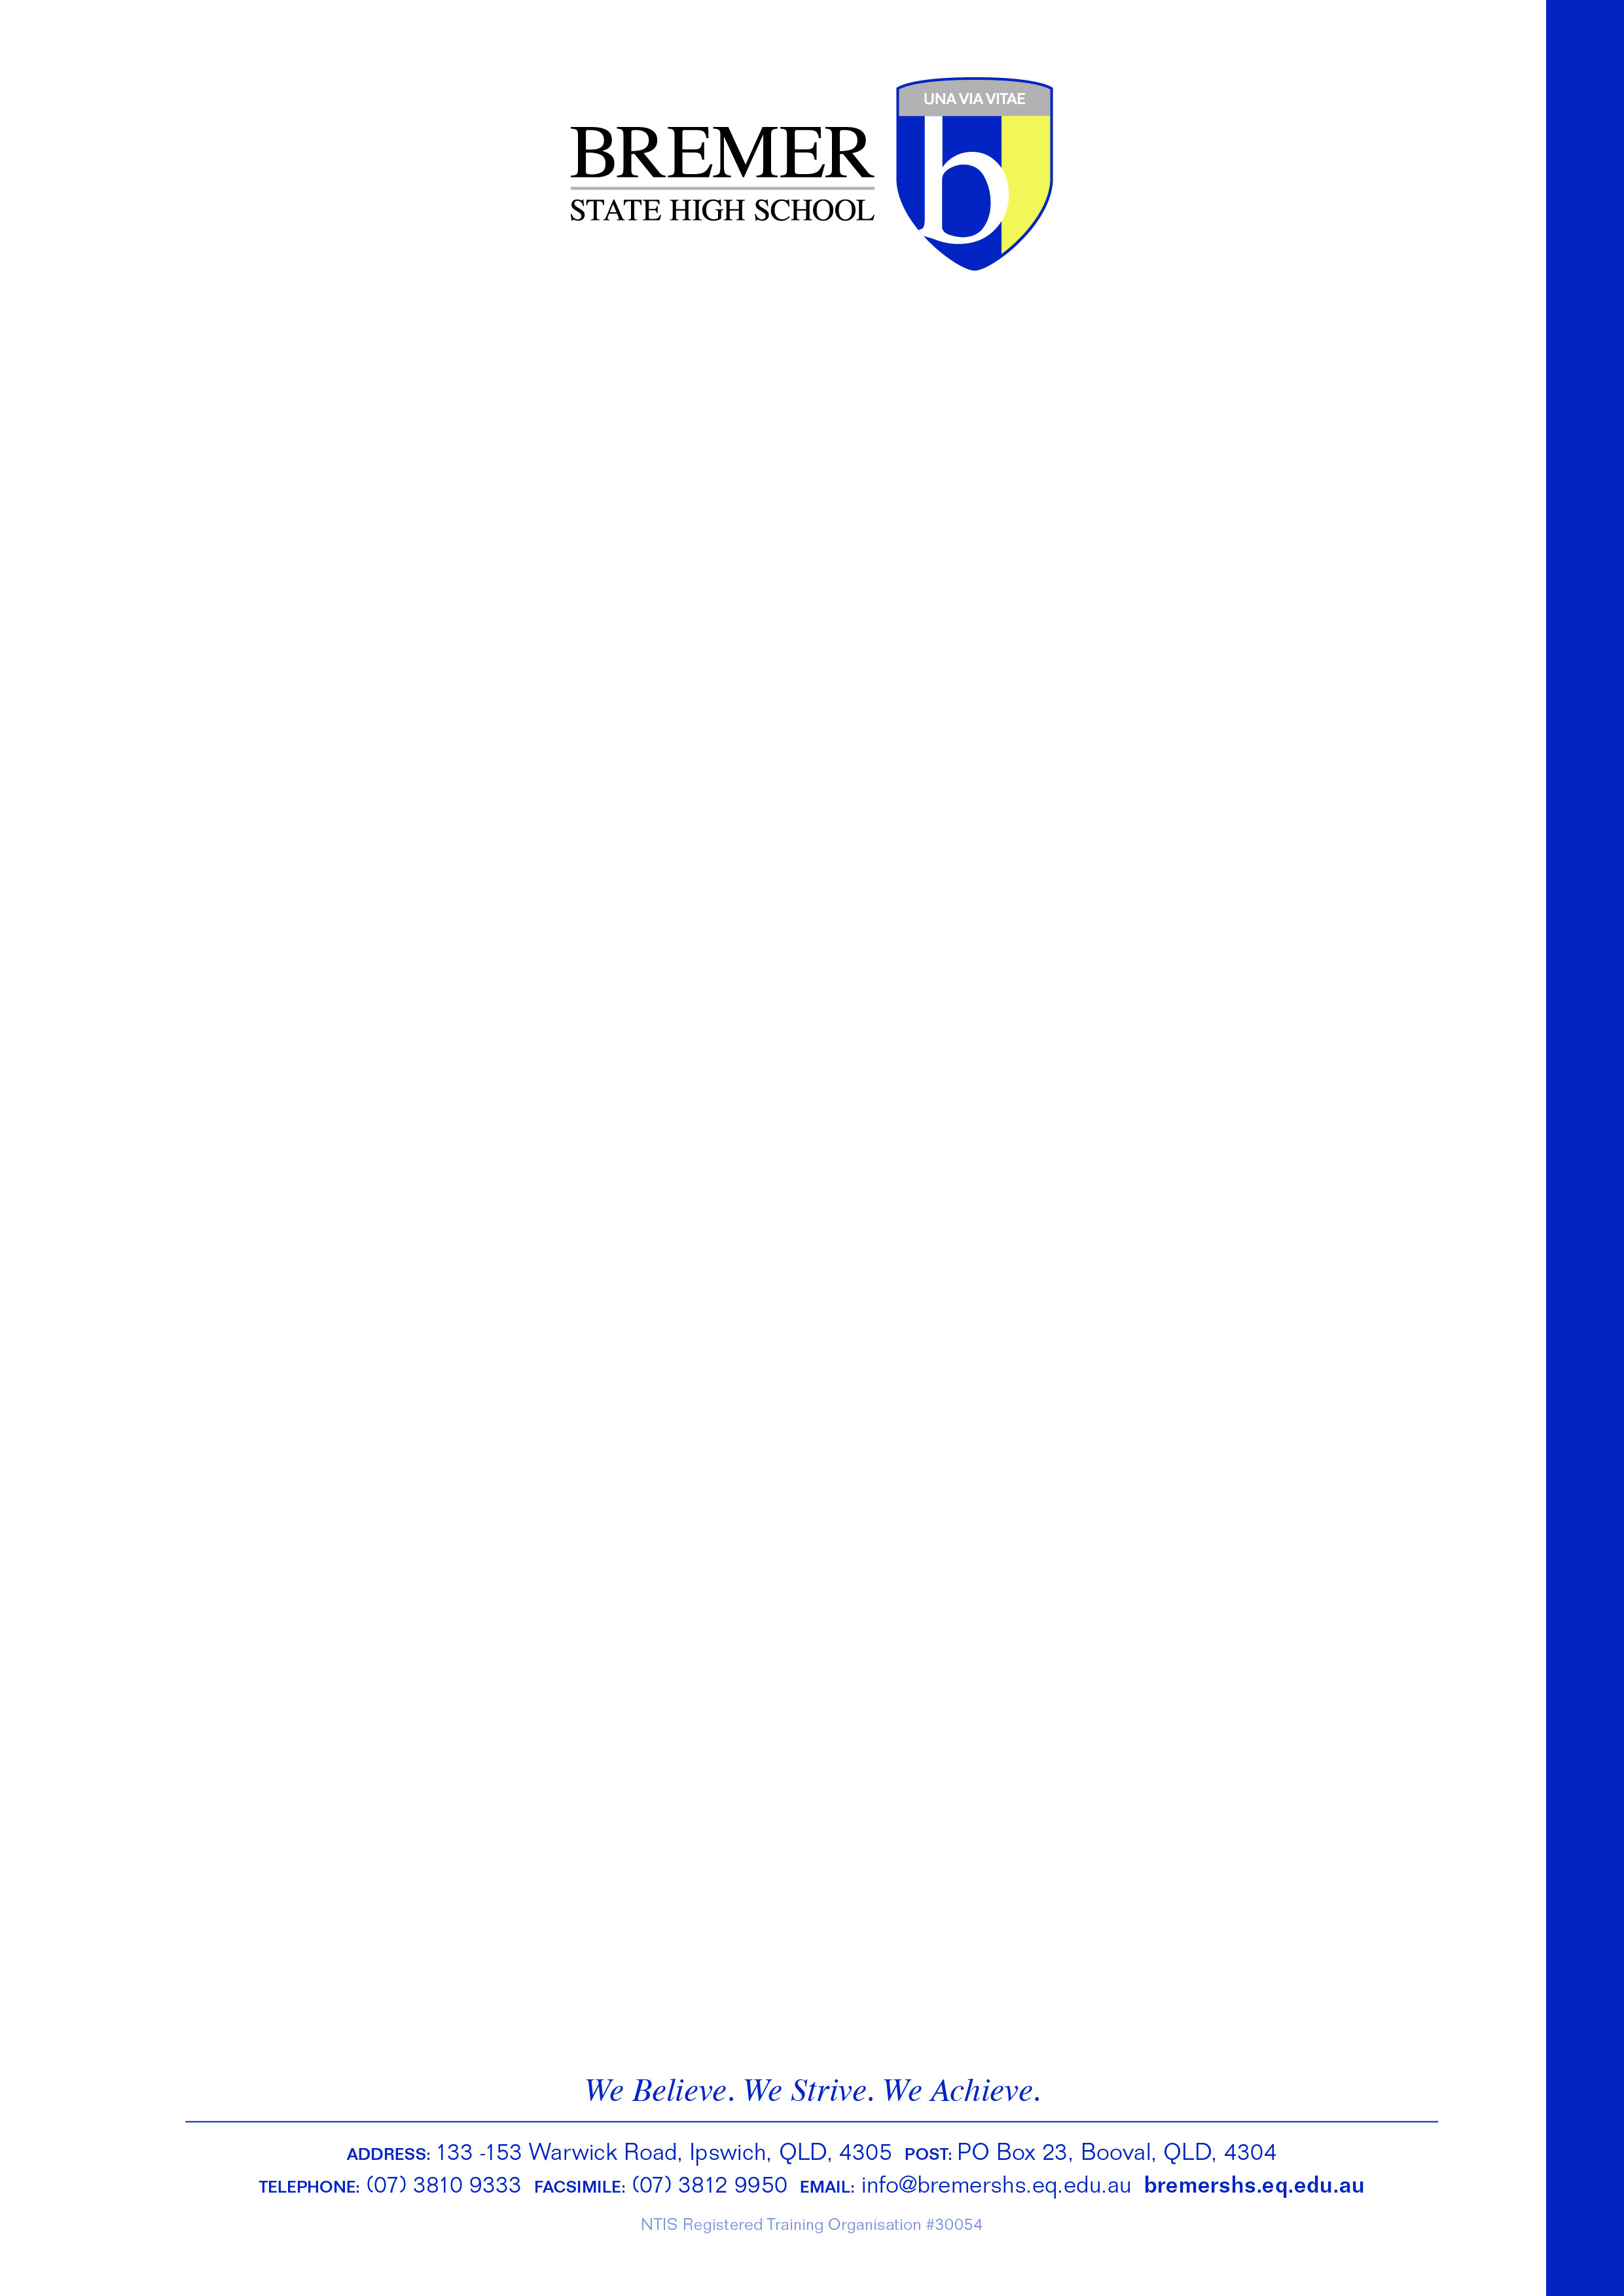 UNA VIA VITAE
BREMER
b
STATE HIGH SCHOOL
We Believe. We Strive. We Achieve.
ADDRESS: 133 -153 Warwick Road, Ipswich, QLD, 4305 POST: PO Box 23, Booval, QLD, 4304
TELEPHONE: (07) 3810 9333 FACSIMILE: (07) 3812 9950 EMAIL: info@bremershs.eq.edu.au bremershs.eq.edu.au
NTIS Registered Training Organisation #30054